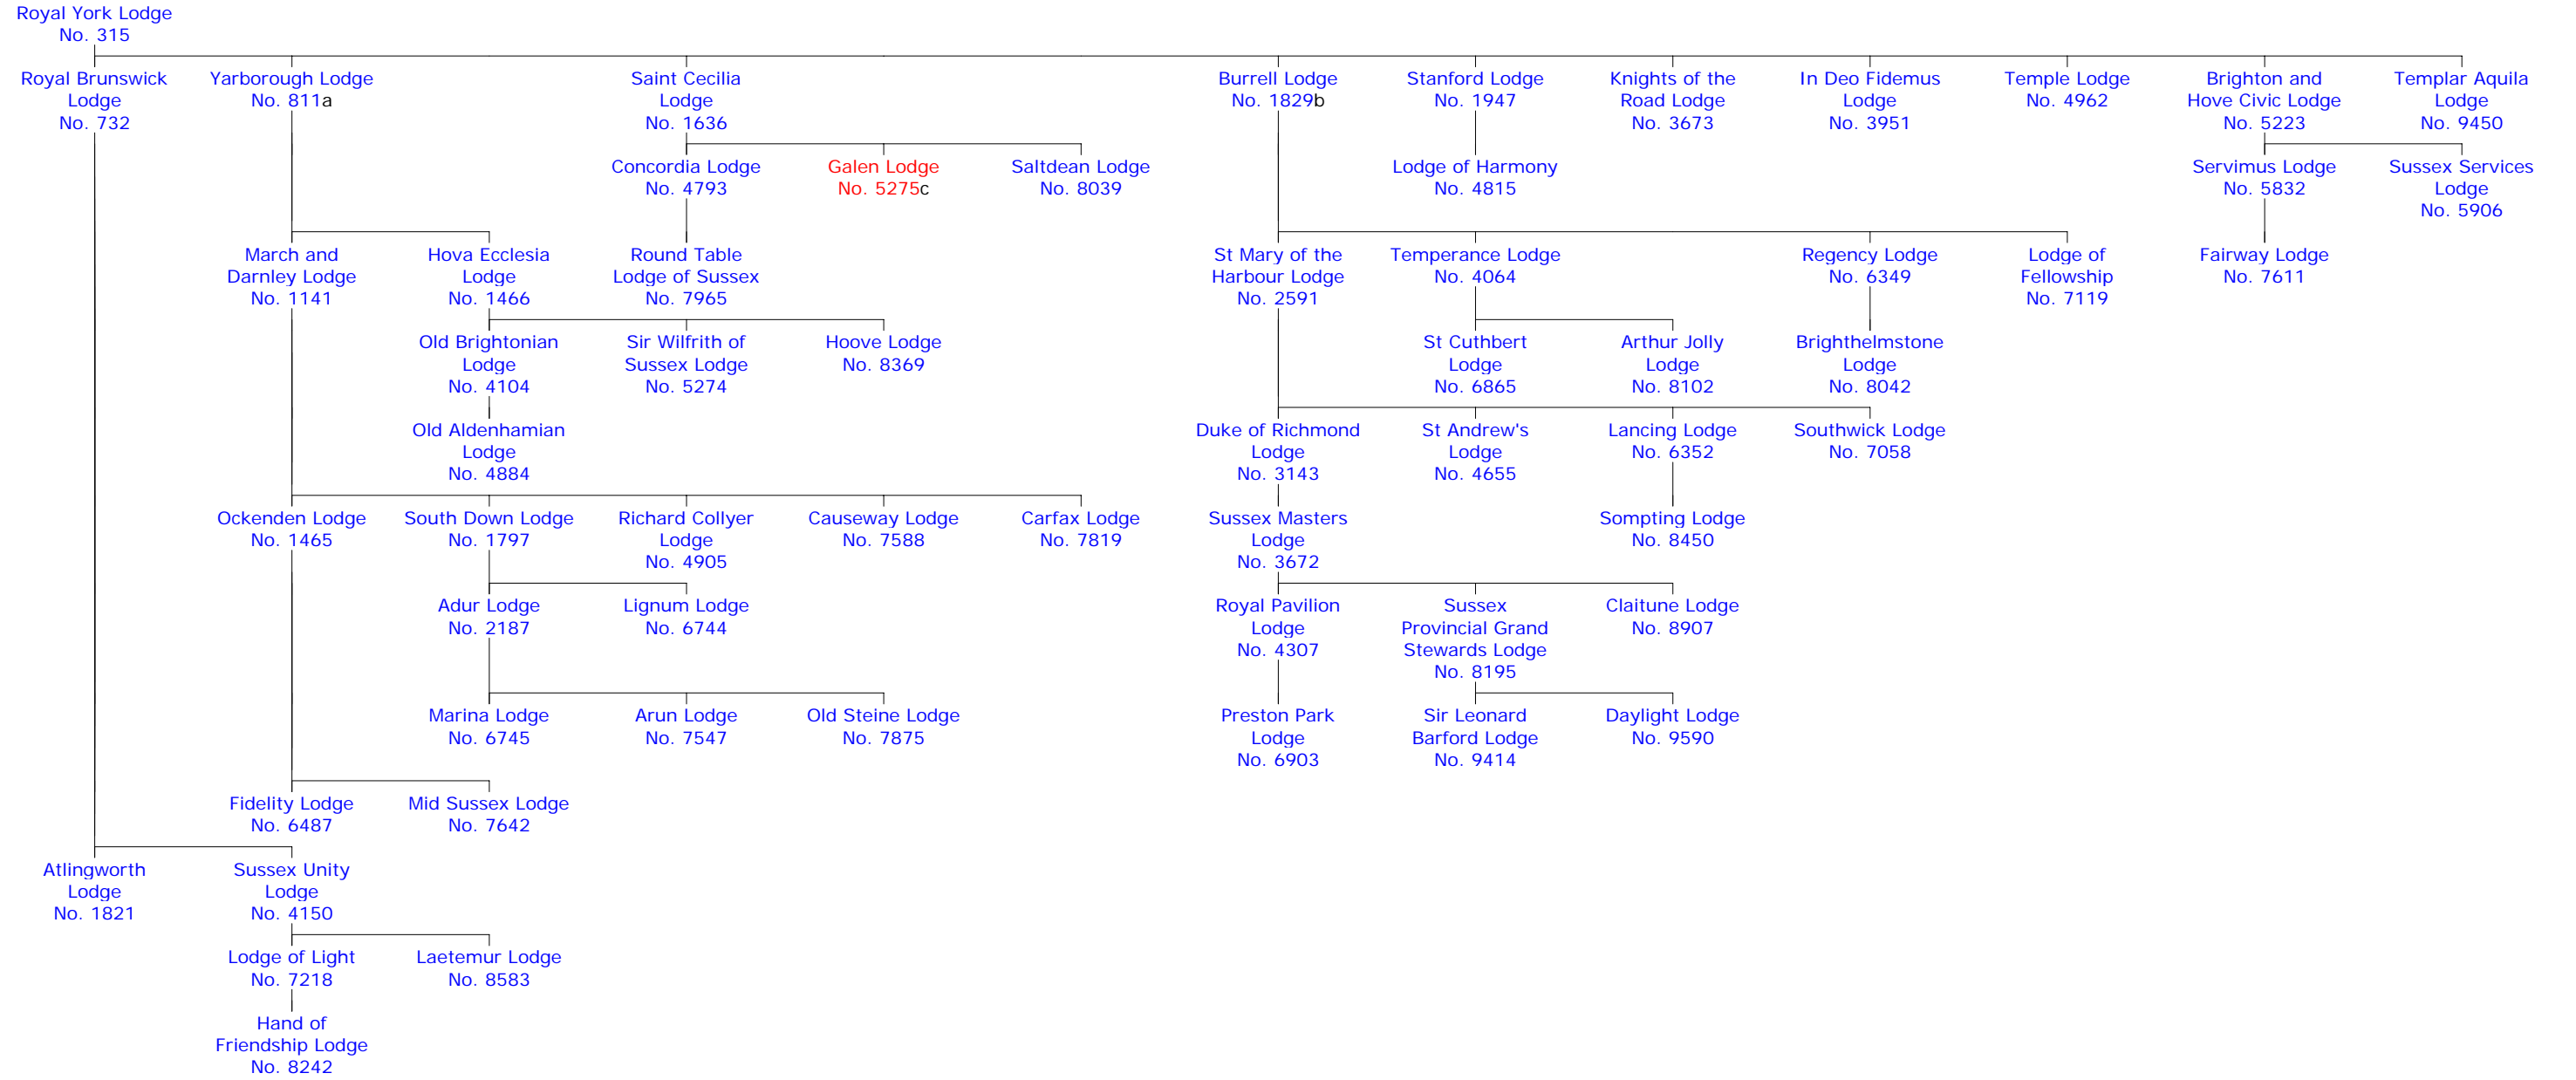 Royal York Lodge
No. 315
Royal Brunswick
Lodge
No. 732
Yarborough Lodge
No. 811a
Saint Cecilia
Lodge
No. 1636
Burrell Lodge
No. 1829b
Stanford Lodge
No. 1947
Knights of the
Road Lodge
No. 3673
In Deo Fidemus
Lodge
No. 3951
Temple Lodge
No. 4962
Brighton and
Hove Civic Lodge
No. 5223
Templar Aquila
Lodge
No. 9450
Concordia Lodge
No. 4793
Galen Lodge
No. 5275c
Saltdean Lodge
No. 8039
Lodge of Harmony
No. 4815
Servimus Lodge
No. 5832
Sussex Services
Lodge
No. 5906
March and
Darnley Lodge
No. 1141
Hova Ecclesia
Lodge
No. 1466
Round Table
Lodge of Sussex
No. 7965
St Mary of the
Harbour Lodge
No. 2591
Temperance Lodge
No. 4064
Regency Lodge
No. 6349
Lodge of
Fellowship
No. 7119
Fairway Lodge
No. 7611
Old Brightonian
Lodge
No. 4104
Sir Wilfrith of
Sussex Lodge
No. 5274
Hoove Lodge
No. 8369
St Cuthbert
Lodge
No. 6865
Arthur Jolly
Lodge
No. 8102
Brighthelmstone
Lodge
No. 8042
Old Aldenhamian
Lodge
No. 4884
Duke of Richmond
Lodge
No. 3143
St Andrew's
Lodge
No. 4655
Lancing Lodge
No. 6352
Southwick Lodge
No. 7058
Ockenden Lodge
No. 1465
South Down Lodge
No. 1797
Richard Collyer
Lodge
No. 4905
Causeway Lodge
No. 7588
Carfax Lodge
No. 7819
Sussex Masters
Lodge
No. 3672
Sompting Lodge
No. 8450
Adur Lodge
No. 2187
Lignum Lodge
No. 6744
Royal Pavilion
Lodge
No. 4307
Sussex
Provincial Grand
Stewards Lodge
No. 8195
Claitune Lodge
No. 8907
Marina Lodge
No. 6745
Arun Lodge
No. 7547
Old Steine Lodge
No. 7875
Preston Park
Lodge
No. 6903
Sir Leonard
Barford Lodge
No. 9414
Daylight Lodge
No. 9590
Fidelity Lodge
No. 6487
Mid Sussex Lodge
No. 7642
Atlingworth
Lodge
No. 1821
Sussex Unity
Lodge
No. 4150
Lodge of Light
No. 7218
Laetemur Lodge
No. 8583
Hand of
Friendship Lodge
No. 8242